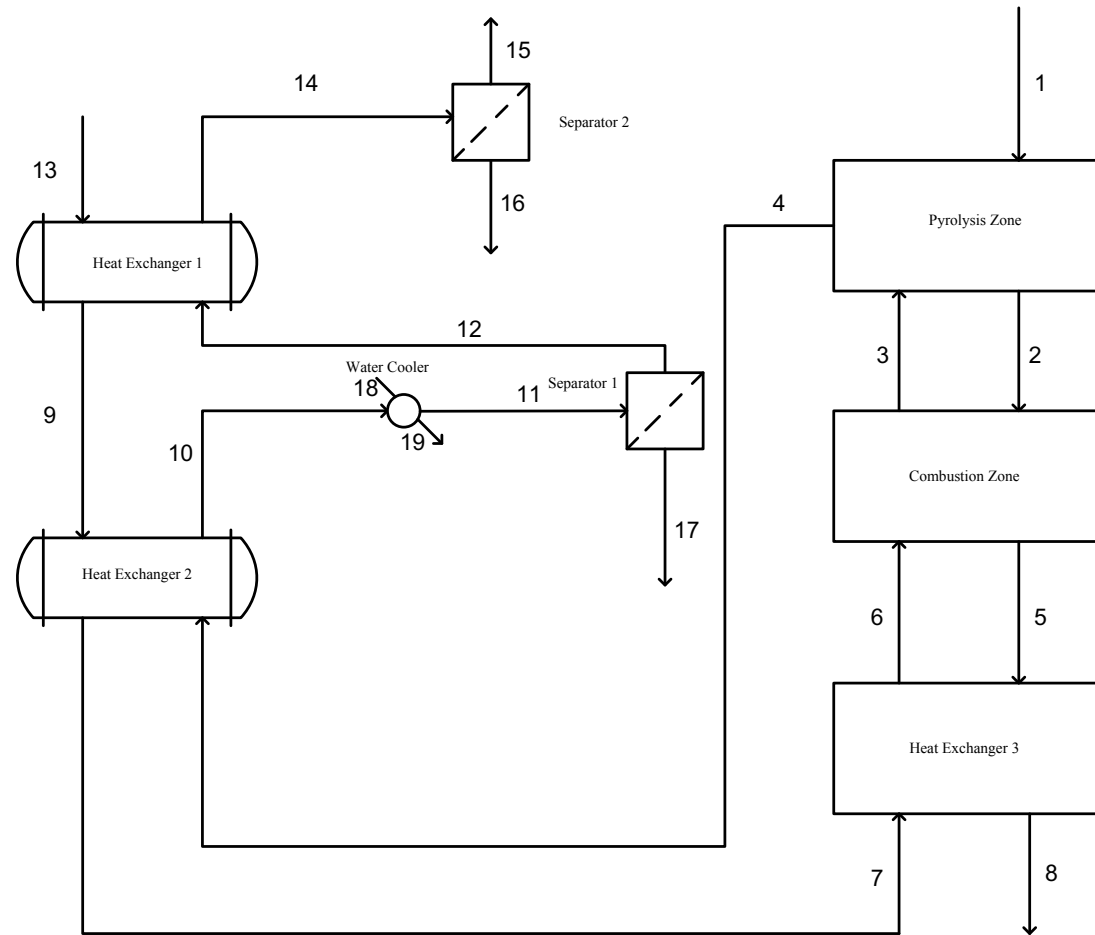 15
14
1
Separator 2
13
16
4
Pyrolysis Zone
Heat Exchanger 1
12
3
2
Water Cooler
18
11
Separator 1
9
10
19
Combustion Zone
17
Heat Exchanger 2
6
5
Heat Exchanger 3
7
8